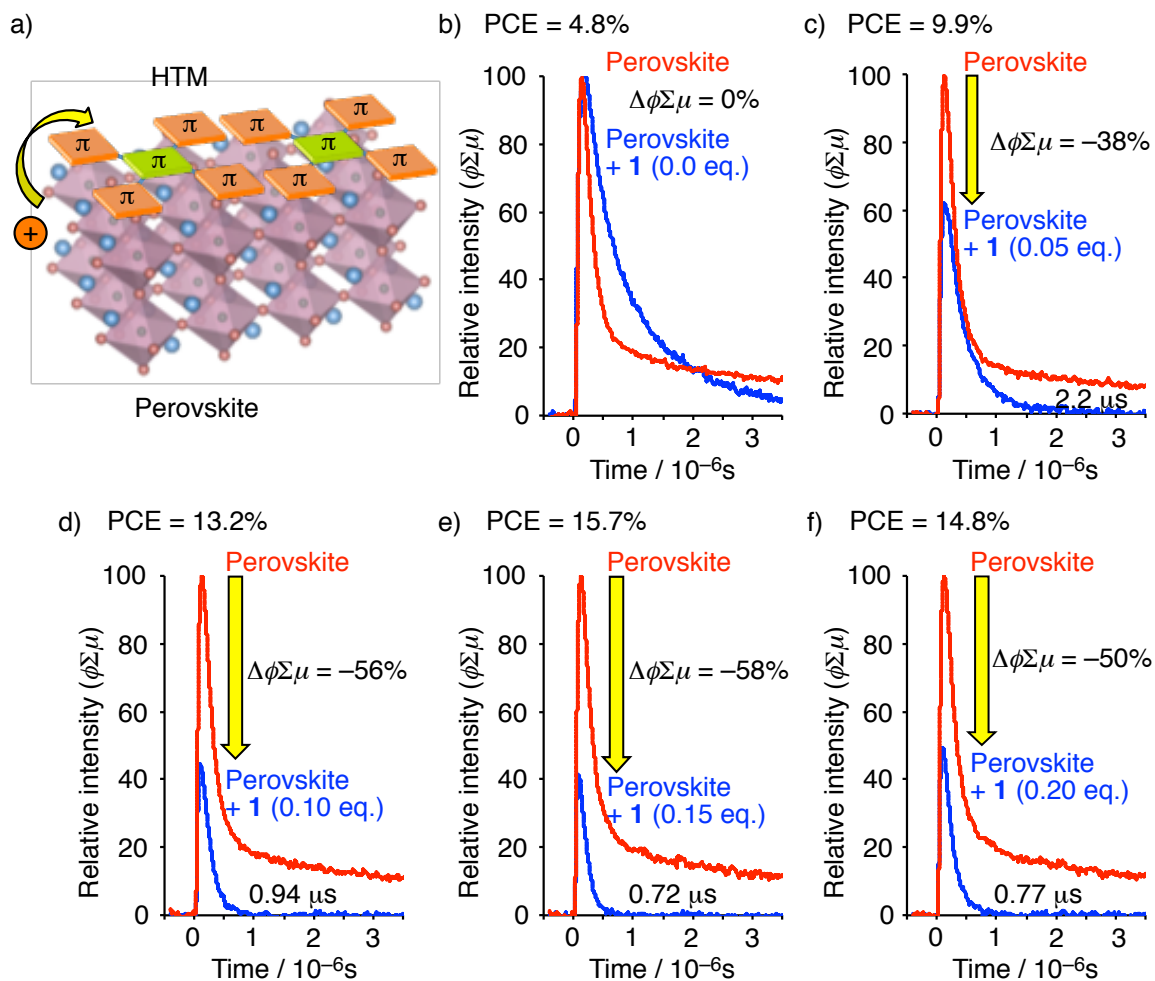 a)
HTM
π
π
π
π
π
π
π
π
π
π
+
Perovskite
b) PCE = 4.8%
Perovskite
ΔϕΣμ = 0%
Perovskite
+ 1 (0.0 eq.)
Relative intensity (ϕΣμ)
100
80
60
40
20
0
0 1 2 3
Time / 10⁻⁶s
c) PCE = 9.9%
Perovskite
ΔϕΣμ = –38%
Perovskite
+ 1 (0.05 eq.)
2.2 μs
Relative intensity (ϕΣμ)
100
80
60
40
20
0
0 1 2 3
Time / 10⁻⁶s
d) PCE = 13.2%
Perovskite
ΔϕΣμ = –56%
Perovskite
+ 1 (0.10 eq.)
0.94 μs
Relative intensity (ϕΣμ)
100
80
60
40
20
0
0 1 2 3
Time / 10⁻⁶s
e) PCE = 15.7%
Perovskite
ΔϕΣμ = –58%
Perovskite
+ 1 (0.15 eq.)
0.72 μs
Relative intensity (ϕΣμ)
100
80
60
40
20
0
0 1 2 3
Time / 10⁻⁶s
f) PCE = 14.8%
Perovskite
ΔϕΣμ = –50%
Perovskite
+ 1 (0.20 eq.)
0.77 μs
Relative intensity (ϕΣμ)
100
80
60
40
20
0
0 1 2 3
Time / 10⁻⁶s